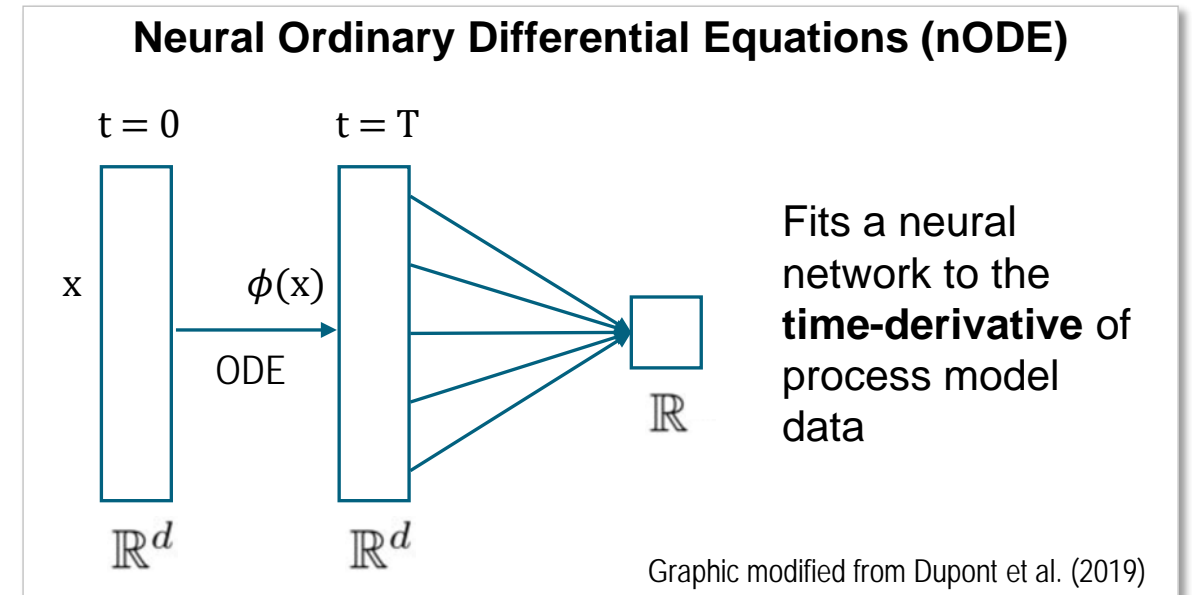 Neural Ordinary Differential Equations (nODE)
t = 0
t = T
x
ϕ(x)
ODE
ℝ^d
ℝ^d
ℝ
Fits a neural
network to the
time-derivative of
process model
data
Graphic modified from Dupont et al. (2019)